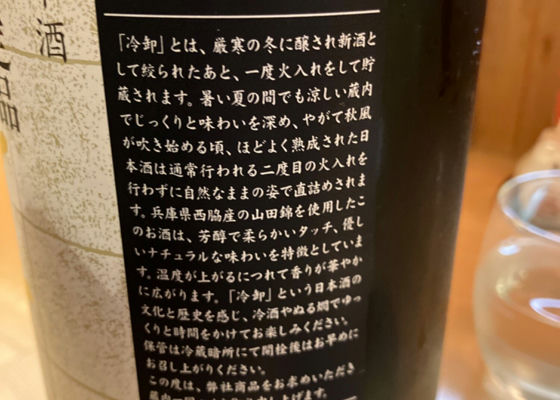 酒
「冷卸」とは、厳寒の冬に醸され新酒と
して絞られたあと、一度火入れをして貯
蔵されます。暑い夏の間でも涼しい蔵内
でじっくりと味わいを深め、やがて秋風
が吹き始める頃、ほどよく熟成された日
本酒は通常行われる二度目の火入れを
行わずに自然なままの姿で直詰めされま
す。兵庫県西脇産の山田錦を使用したこ
のお酒は、芳醇で柔らかいタッチ、優し
いナチュラルな味わいを特徴としていま
す。温度が上がるにつれて香りが華やか
に広がります。「冷卸」という日本酒の
文化と歴史を感じ、冷酒やぬる燗でゆっ
くりと時間をかけてお楽しみください。
保管は冷蔵暗所にて開栓後はお早めに
お召し上がりください。
この度は、弊社商品をお求めいただき